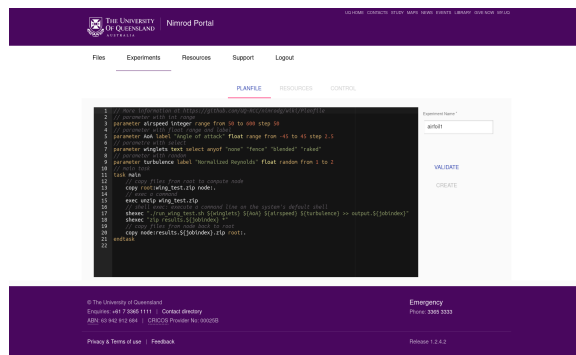 UQ HOME CONTACTS STUDY MAPS NEWS EVENTS LIBRARY GIVE NOW MY.UQ
THE UNIVERSITY
OF QUEENSLAND
AUSTRALIA
Nimrod Portal
Files Experiments Resources Support Logout
PLANFILE RESOURCES CONTROL
1 // More information at https://github.com/UQ-RCC/nimrodg/wiki/Planfile
2 // parameter with int range
3 parameter airspeed integer range from 50 to 600 step 50
4 // parameter with float range and label
5 parameter AoA label "Angle of attack" float range from -45 to 45 step 2.5
6 // parametre with select
7 parameter winglets text select anyof "none" "fence" "blended" "raked"
8 // parameter with random
9 parameter turbulence label "Normalized Reynolds" float random from 1 to 2
10 // main task
11 task main
12 // copy files from root to compute node
13 copy root:wing_test.zip node:.
14 // exec a command
15 exec unzip wing_test.zip
16 // shell exec: execute a command line on the system's default shell
17 shexec "./run_wing_test.sh ${winglets} ${AoA} ${airspeed} ${turbulence} >> output.${jobindex}"
18 shexec "zip results.${jobindex} *"
19 // copy files from node back to root
20 copy node:results.${jobindex}.zip root:.
21 endtask
22
Experiment Name *
airfoil1
VALIDATE
CREATE
© The University of Queensland
Enquiries: +61 7 3365 1111 | Contact directory
ABN: 63 942 912 684 | CRICOS Provider No: 00025B
Emergency
Phone: 3365 3333
Privacy & Terms of use | Feedback
Release 1.2.4.2